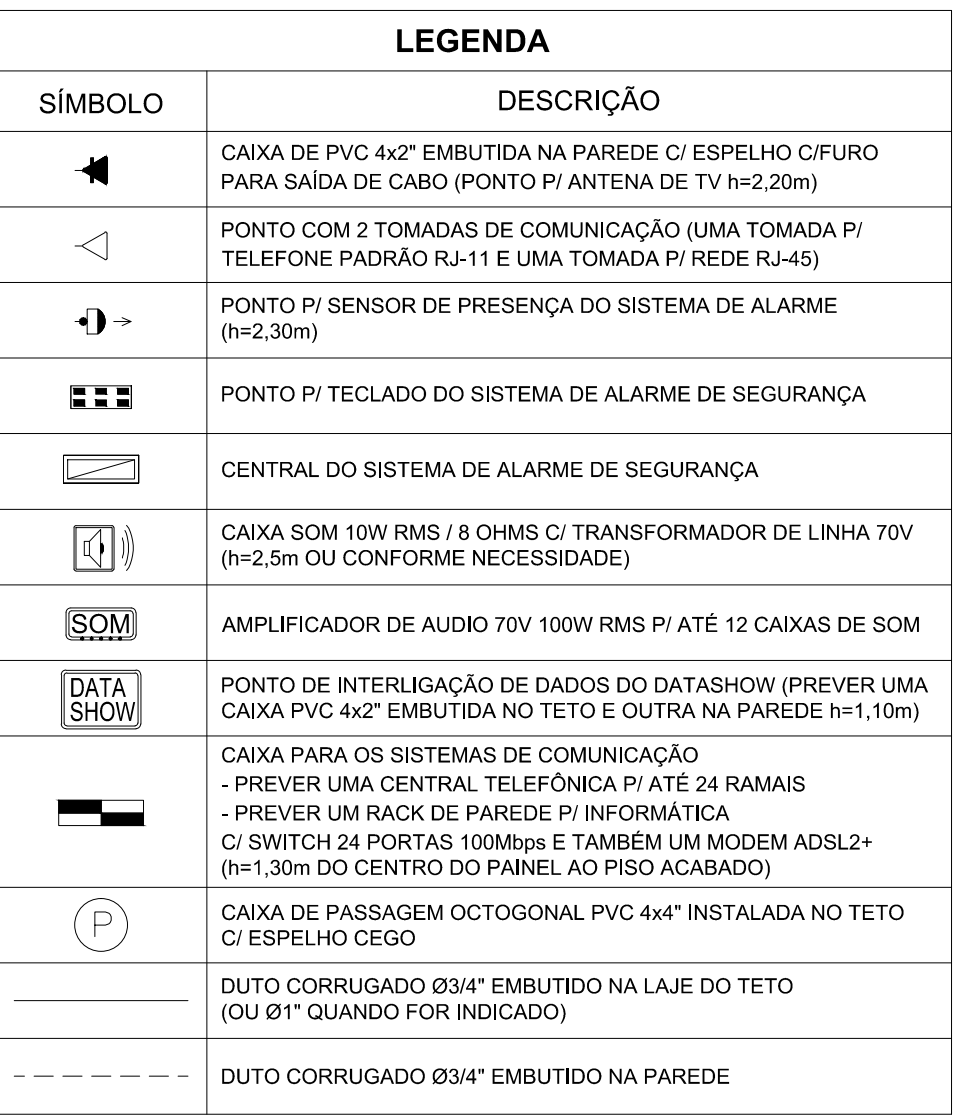 LEGENDA
SÍMBOLO
DESCRIÇÃO
CAIXA DE PVC 4x2" EMBUTIDA NA PAREDE C/ ESPELHO C/FURO
PARA SAÍDA DE CABO (PONTO P/ ANTENA DE TV h=2,20m)
PONTO COM 2 TOMADAS DE COMUNICAÇÃO (UMA TOMADA P/
TELEFONE PADRÃO RJ-11 E UMA TOMADA P/ REDE RJ-45)
PONTO P/ SENSOR DE PRESENÇA DO SISTEMA DE ALARME
(h=2,30m)
PONTO P/ TECLADO DO SISTEMA DE ALARME DE SEGURANÇA
CENTRAL DO SISTEMA DE ALARME DE SEGURANÇA
CAIXA SOM 10W RMS / 8 OHMS C/ TRANSFORMADOR DE LINHA 70V
(h=2,5m OU CONFORME NECESSIDADE)
SOM
AMPLIFICADOR DE AUDIO 70V 100W RMS P/ ATÉ 12 CAIXAS DE SOM
DATA
SHOW
PONTO DE INTERLIGAÇÃO DE DADOS DO DATASHOW (PREVER UMA
CAIXA PVC 4x2" EMBUTIDA NO TETO E OUTRA NA PAREDE h=1,10m)
CAIXA PARA OS SISTEMAS DE COMUNICAÇÃO
- PREVER UMA CENTRAL TELEFÔNICA P/ ATÉ 24 RAMAIS
- PREVER UM RACK DE PAREDE P/ INFORMÁTICA
C/ SWITCH 24 PORTAS 100Mbps E TAMBÉM UM MODEM ADSL2+
(h=1,30m DO CENTRO DO PAINEL AO PISO ACABADO)
P
CAIXA DE PASSAGEM OCTOGONAL PVC 4x4" INSTALADA NO TETO
C/ ESPELHO CEGO
DUTO CORRUGADO Ø3/4" EMBUTIDO NA LAJE DO TETO
(OU Ø1" QUANDO FOR INDICADO)
DUTO CORRUGADO Ø3/4" EMBUTIDO NA PAREDE